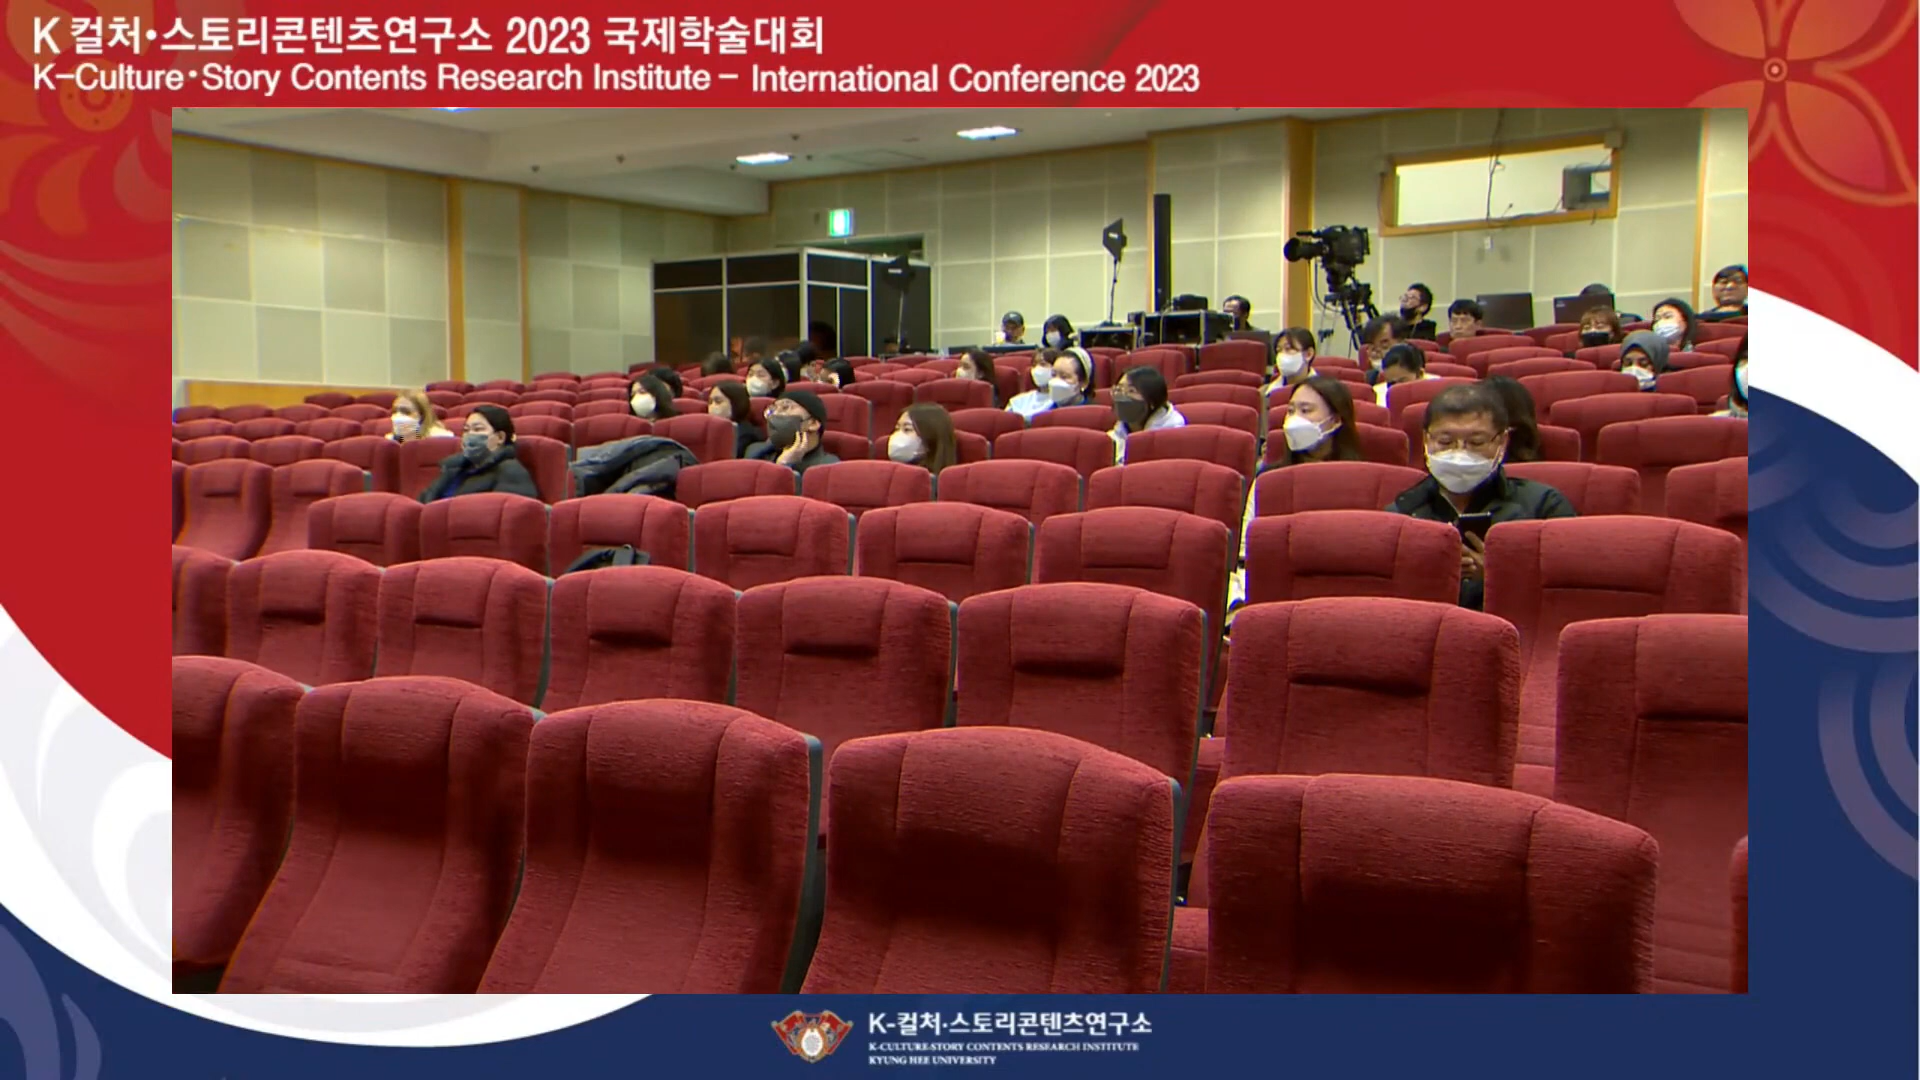 K 컬처•스토리콘텐츠연구소 2023 국제학술대회
K-Culture•Story Contents Research Institute - International Conference 2023
K-컬처·스토리콘텐츠연구소
K-CULTURE·STORY CONTENTS RESEARCH INSTITUTE
KYUNG HEE UNIVERSITY